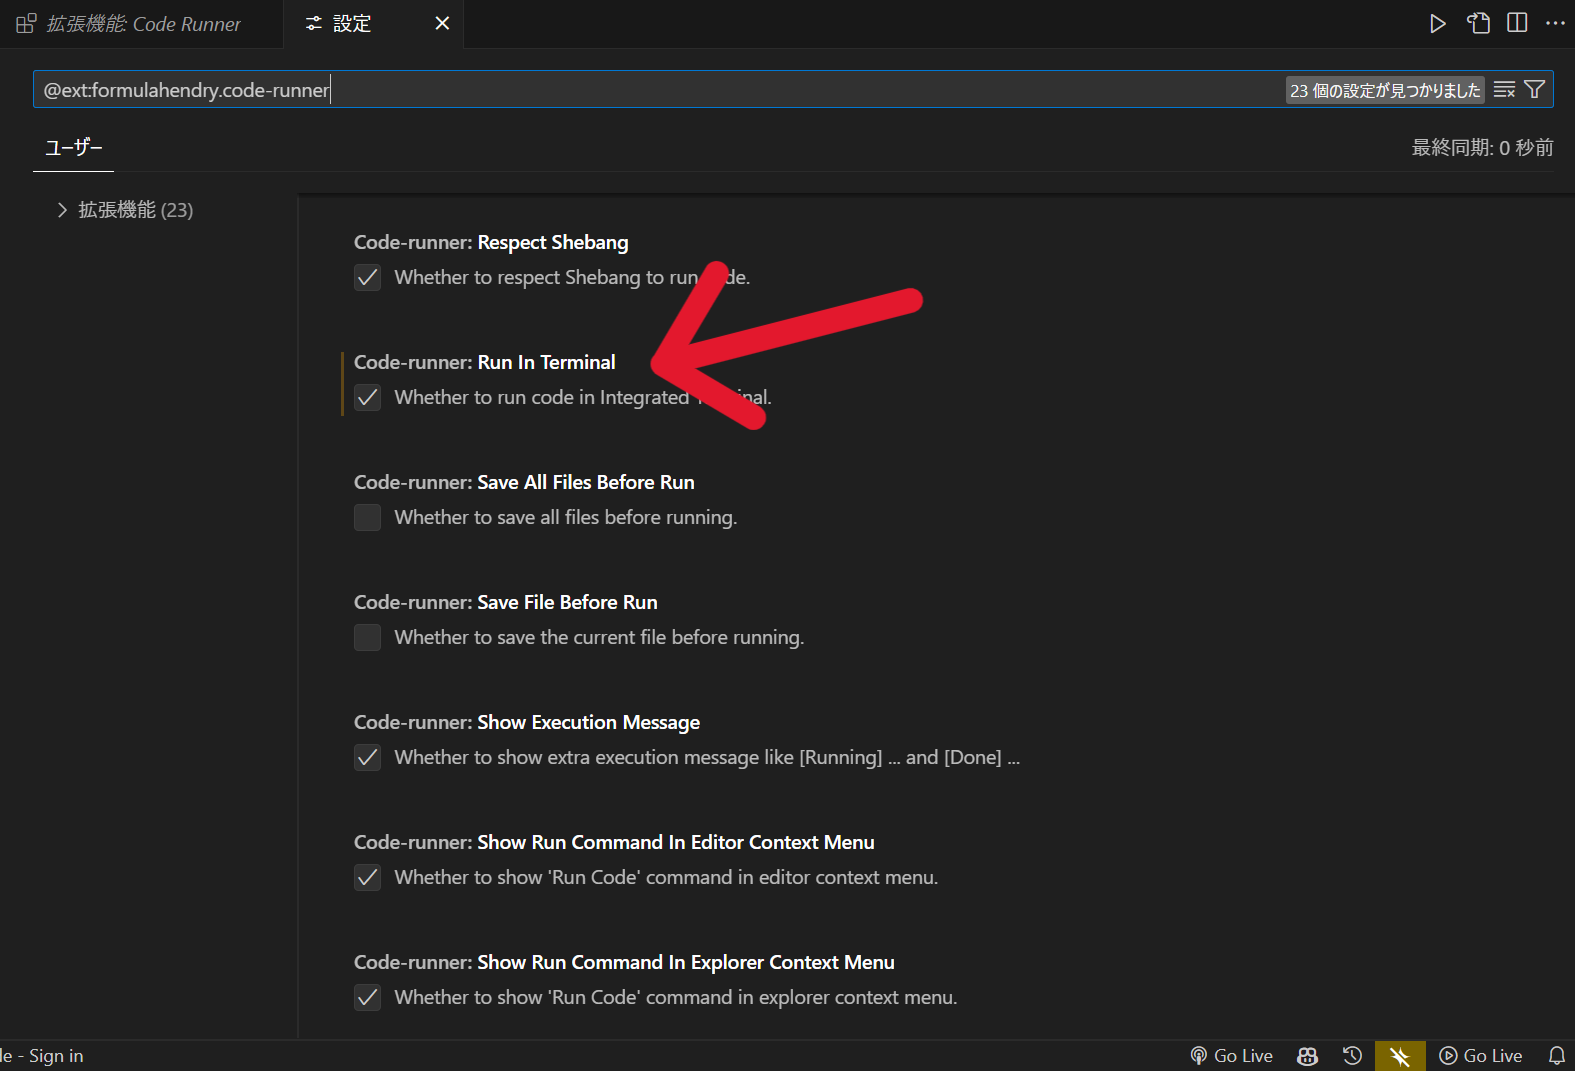 拡張機能: Code Runner
設定
@ext:formulahendry.code-runner
23 個の設定が見つかりました
ユーザー
最終同期: 0 秒前
拡張機能 (23)
Code-runner: Respect Shebang
Whether to respect Shebang to run de.
Code-runner: Run In Terminal
Whether to run code in Integrated nal.
Code-runner: Save All Files Before Run
Whether to save all files before running.
Code-runner: Save File Before Run
Whether to save the current file before running.
Code-runner: Show Execution Message
Whether to show extra execution message like [Running] ... and [Done] ...
Code-runner: Show Run Command In Editor Context Menu
Whether to show 'Run Code' command in editor context menu.
Code-runner: Show Run Command In Explorer Context Menu
Whether to show 'Run Code' command in explorer context menu.
le - Sign in
Go Live
Go Live